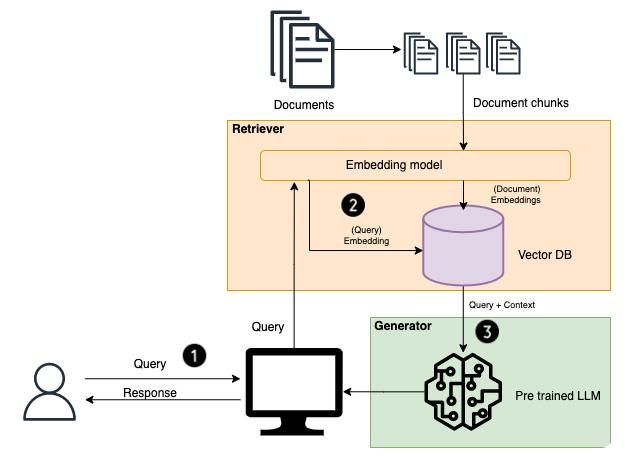 Documents
Document chunks
Retriever
Embedding model
2
(Document)
Embeddings
(Query)
Embedding
Vector DB
Query + Context
Query
Generator
3
1
Query
Response
Pre trained LLM